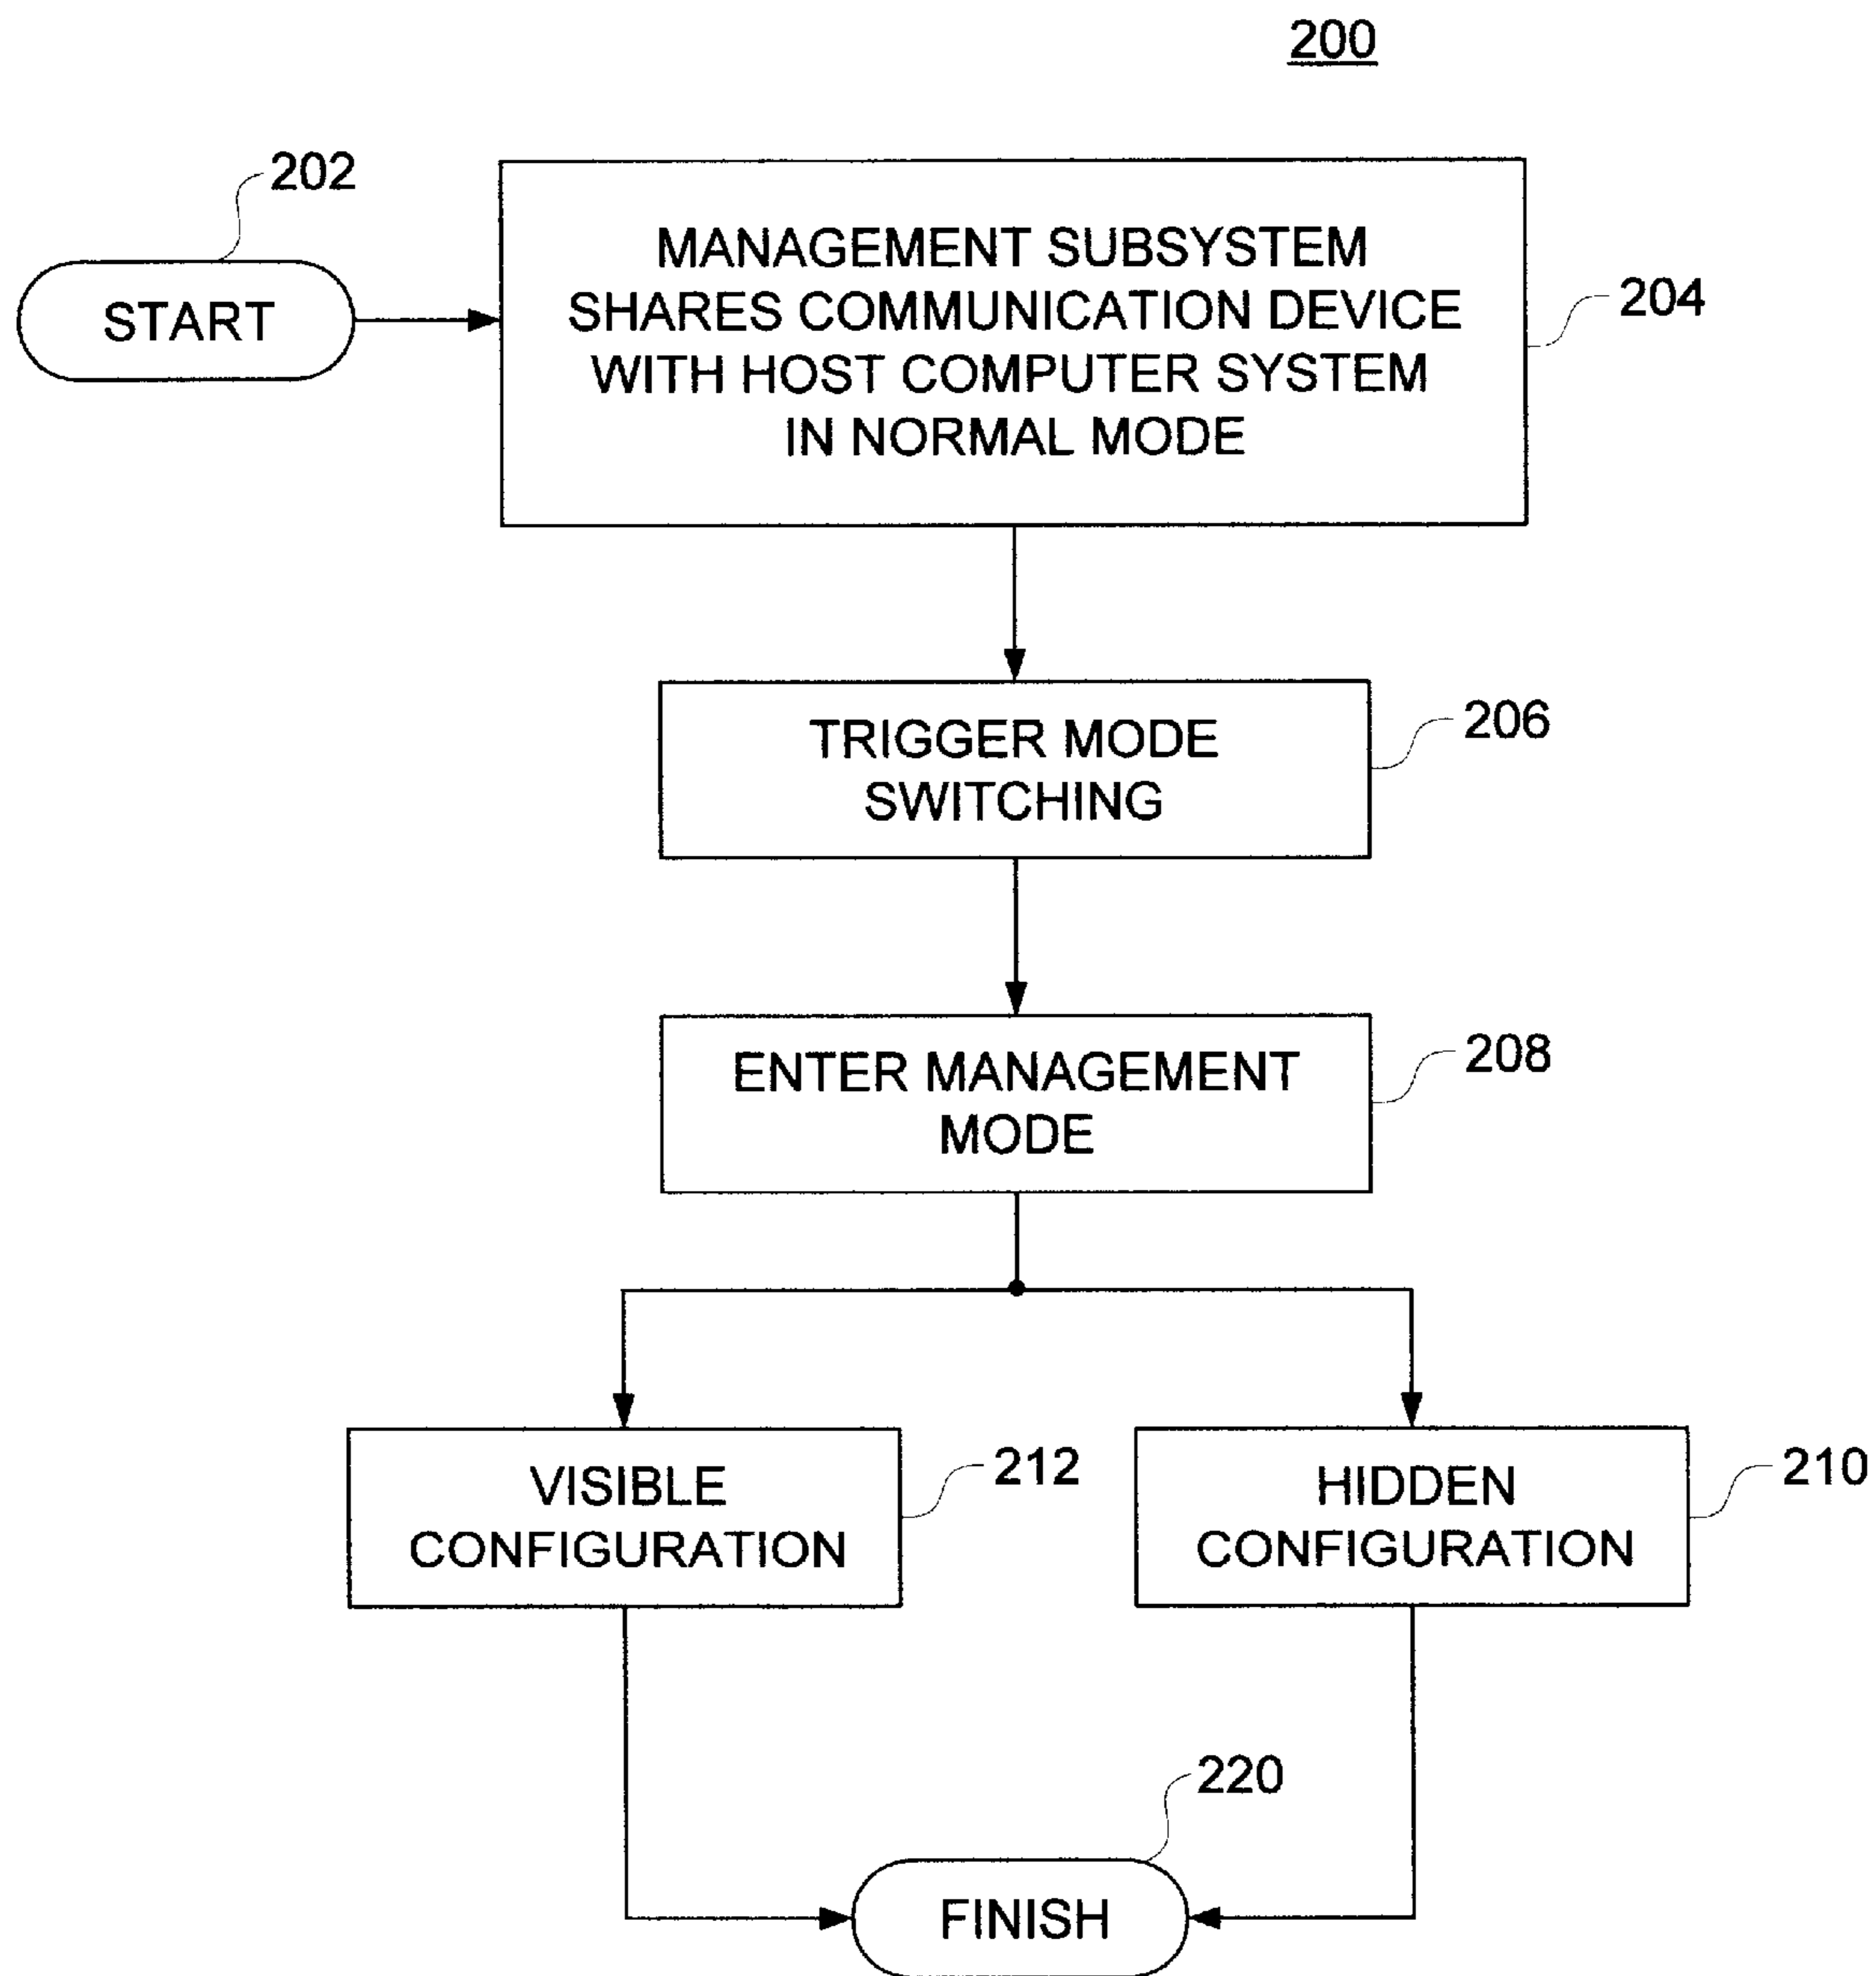 200
202
START
MANAGEMENT SUBSYSTEM
SHARES COMMUNICATION DEVICE
WITH HOST COMPUTER SYSTEM
IN NORMAL MODE
204
TRIGGER MODE
SWITCHING
206
ENTER MANAGEMENT
MODE
208
VISIBLE
CONFIGURATION
212
HIDDEN
CONFIGURATION
210
220
FINISH